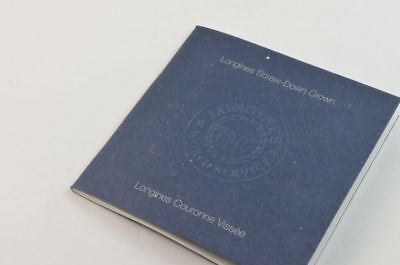 Longines Screw-Down Crown
LONGINES
Longines Couronne Vissée